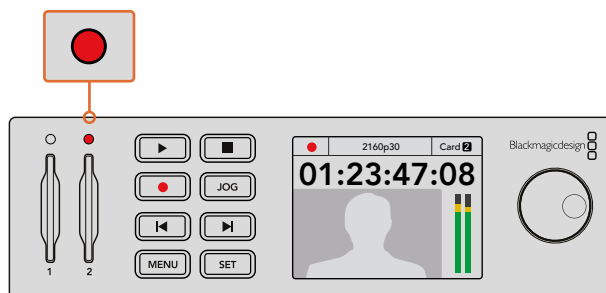 2160p30 Card 2
01:23:47:08
Blackmagicdesign
JOG
MENU SET
1 2